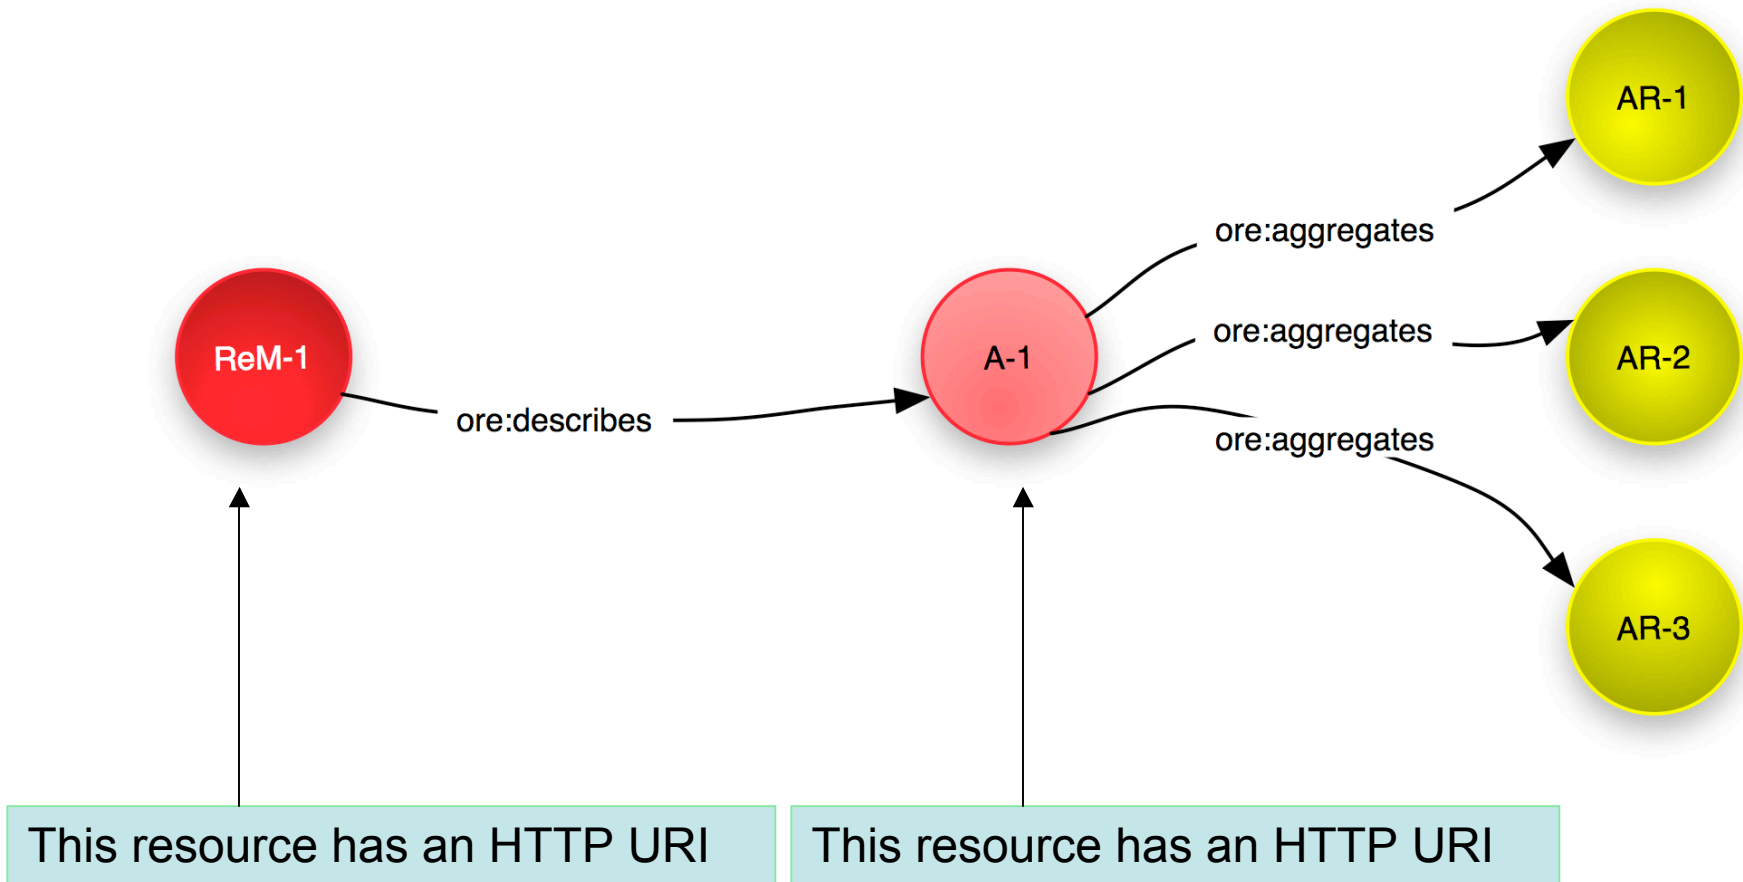 AR-1
ore:aggregates
ReM-1
ore:describes
A-1
ore:aggregates
AR-2
ore:aggregates
AR-3
This resource has an HTTP URI
This resource has an HTTP URI